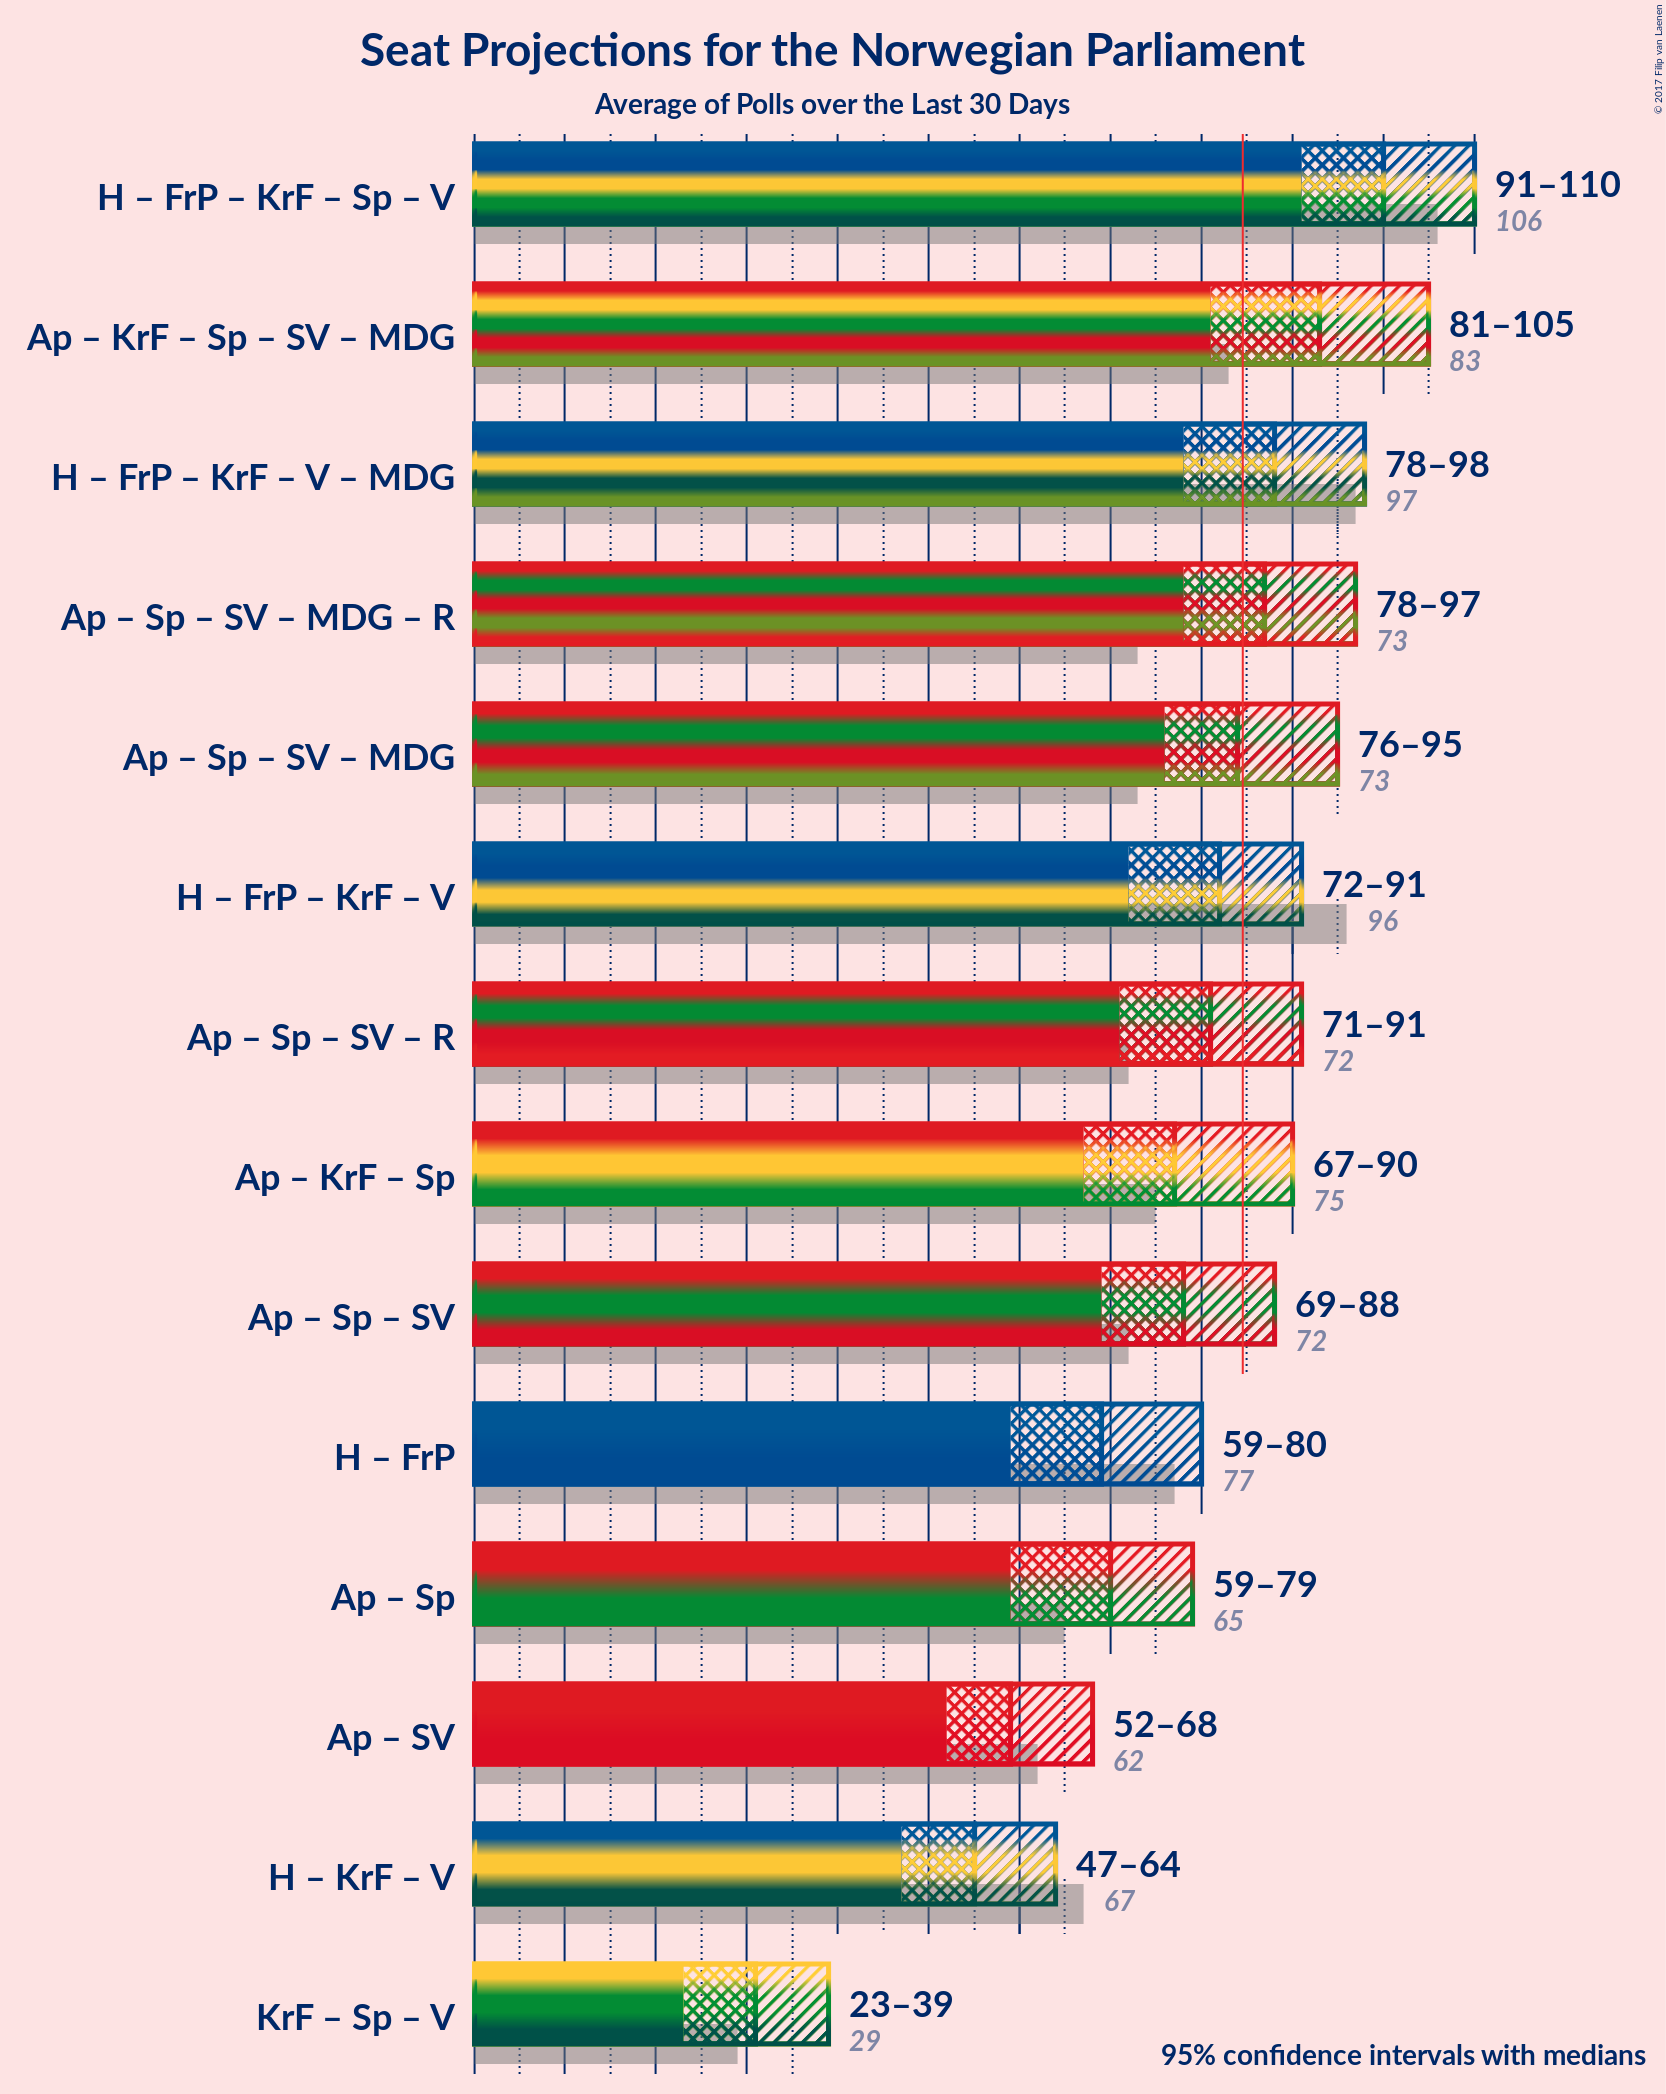 Seat Projections for the Norwegian Parliament
Average of Polls over the Last 30 Days
© 2017 Filip van Laenen
H – FrP – KrF – Sp – V
91–110
106
Ap – KrF – Sp – SV – MDG
81–105
83
H – FrP – KrF – V – MDG
78–98
97
Ap – Sp – SV – MDG – R
78–97
73
Ap – Sp – SV – MDG
76–95
73
H – FrP – KrF – V
72–91
96
Ap – Sp – SV – R
71–91
72
Ap – KrF – Sp
67–90
75
Ap – Sp – SV
69–88
72
H – FrP
59–80
77
Ap – Sp
59–79
65
Ap – SV
52–68
62
H – KrF – V
47–64
67
KrF – Sp – V
23–39
29
95% confidence intervals with medians